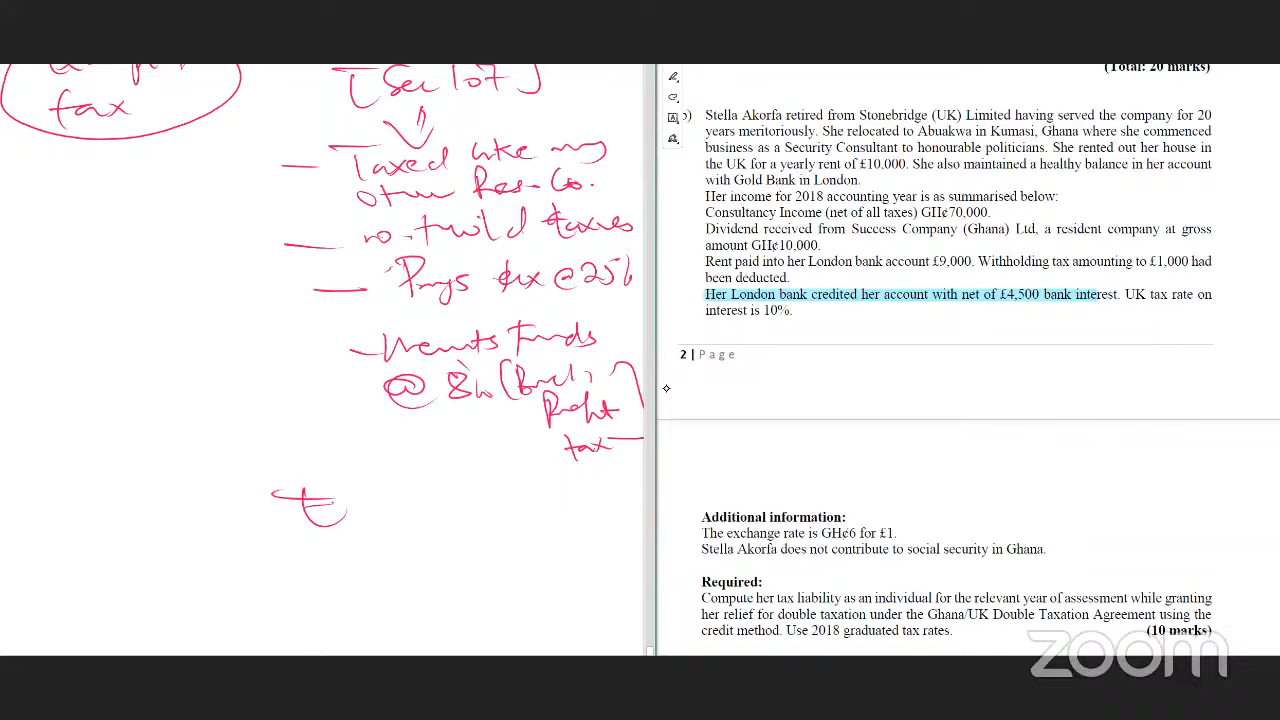 tax
Sec 107
Taxed like any
other Res- Co.
no. twild taxes
Pays tax @ 25%
Remits Funds
@ 8% (Branch
Profit
tax
(Total: 20 marks)
b) Stella Akorfa retired from Stonebridge (UK) Limited having served the company for 20
years meritoriously. She relocated to Abuakwa in Kumasi, Ghana where she commenced
business as a Security Consultant to honourable politicians. She rented out her house in
the UK for a yearly rent of £10,000. She also maintained a healthy balance in her account
with Gold Bank in London.
Her income for 2018 accounting year is as summarised below:
Consultancy Income (net of all taxes) GH¢70,000.
Dividend received from Success Company (Ghana) Ltd, a resident company at gross
amount GH¢10,000.
Rent paid into her London bank account £9,000. Withholding tax amounting to £1,000 had
been deducted.
Her London bank credited her account with net of £4,500 bank interest. UK tax rate on
interest is 10%.
2 | Page
Additional information:
The exchange rate is GH¢6 for £1.
Stella Akorfa does not contribute to social security in Ghana.
Required:
Compute her tax liability as an individual for the relevant year of assessment while granting
her relief for double taxation under the Ghana/UK Double Taxation Agreement using the
credit method. Use 2018 graduated tax rates. (10 marks)
zoom